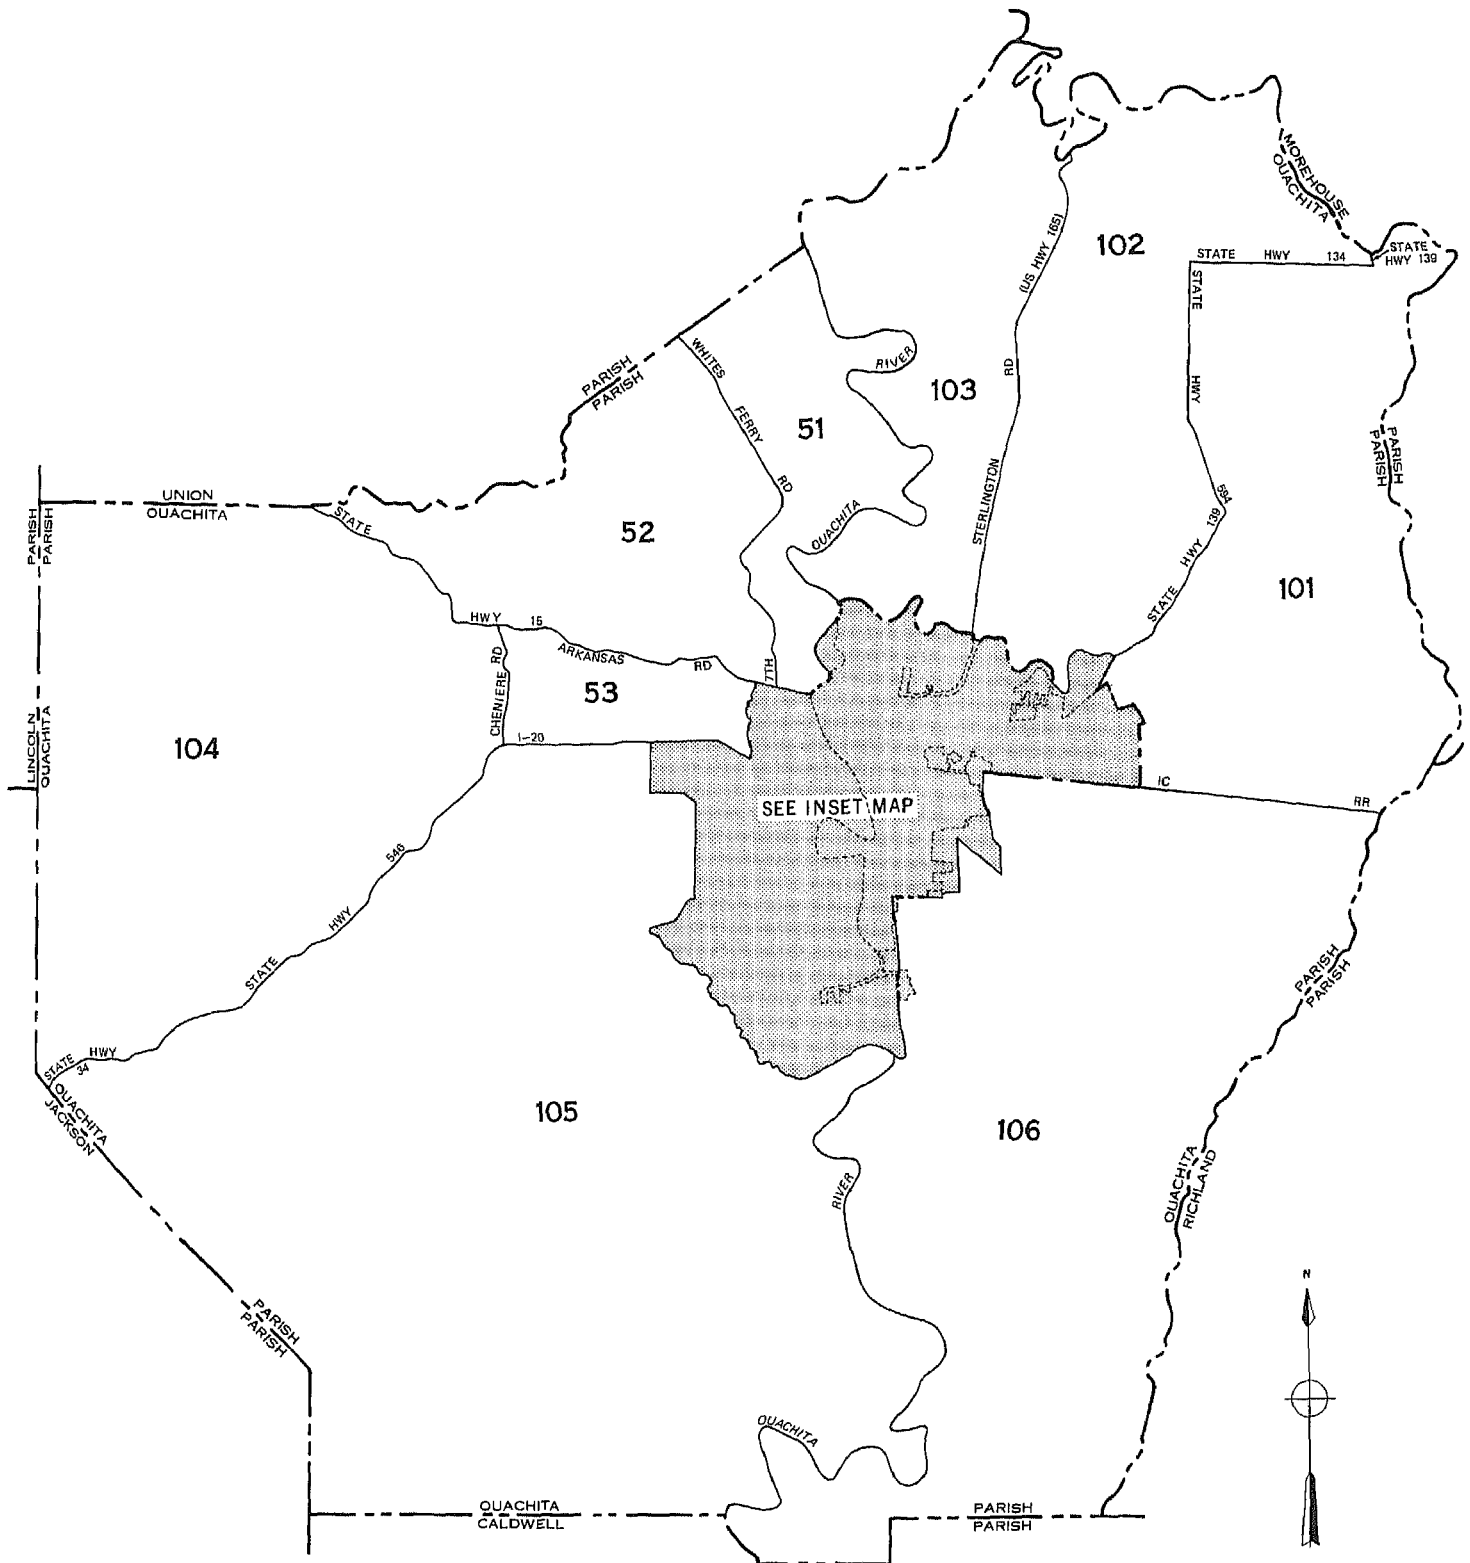 MOREHOUSE
OUACHITA
102
(US HWY 165)
STATE HWY 134
STATE
HWY 139
STATE
HWY
PARISH
PARISH
WHITES
FERRY
RD
RIVER
103
RD
51
PARISH
PARISH
UNION
OUACHITA
STATE
52
OUACHITA
STERLINGTON
594
139
HWY
STATE
PARISH
PARISH
101
HWY 15
ARKANSAS RD
7TH
CHENIERE RD
53
I-20
LINCOLN
OUACHITA
104
SEE INSET MAP
IC RR
546
HWY
STATE
PARISH
PARISH
STATE HWY
34
OUACHITA
JACKSON
105
106
RIVER
OUACHITA
RICHLAND
N
PARISH
PARISH
OUACHITA
OUACHITA
CALDWELL
PARISH
PARISH